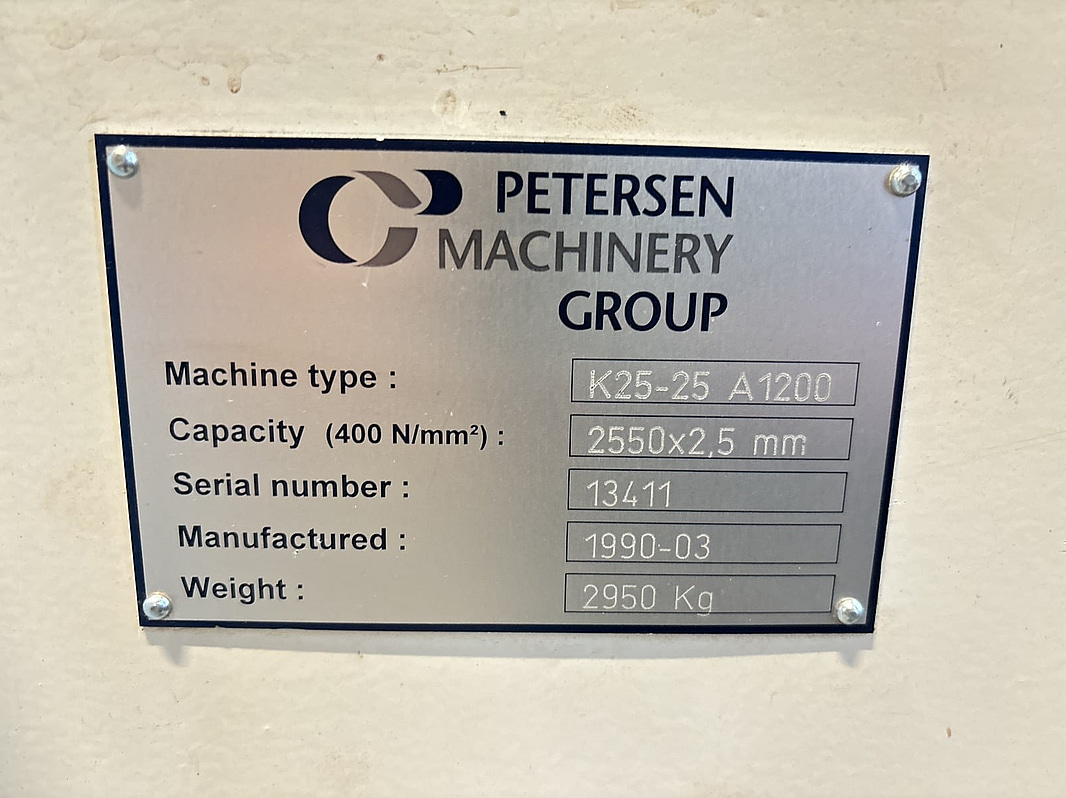 PETERSEN
MACHINERY
GROUP
Machine type : K25-25 A1200
Capacity (400 N/mm²) : 2550x2,5 mm
Serial number : 13411
Manufactured : 1990-03
Weight : 2950 Kg